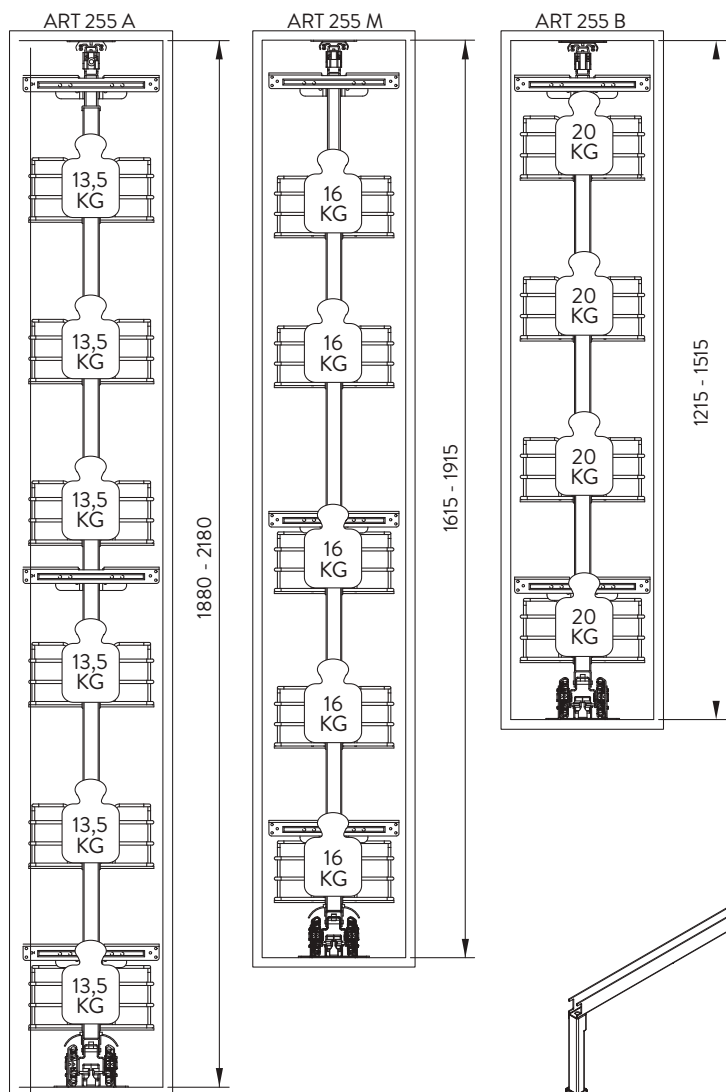 ART 255 A
13,5
KG
13,5
KG
13,5
KG
13,5
KG
13,5
KG
13,5
KG
1880 - 2180
ART 255 M
16
KG
16
KG
16
KG
16
KG
16
KG
1615 - 1915
ART 255 B
20
KG
20
KG
20
KG
20
KG
1215 - 1515